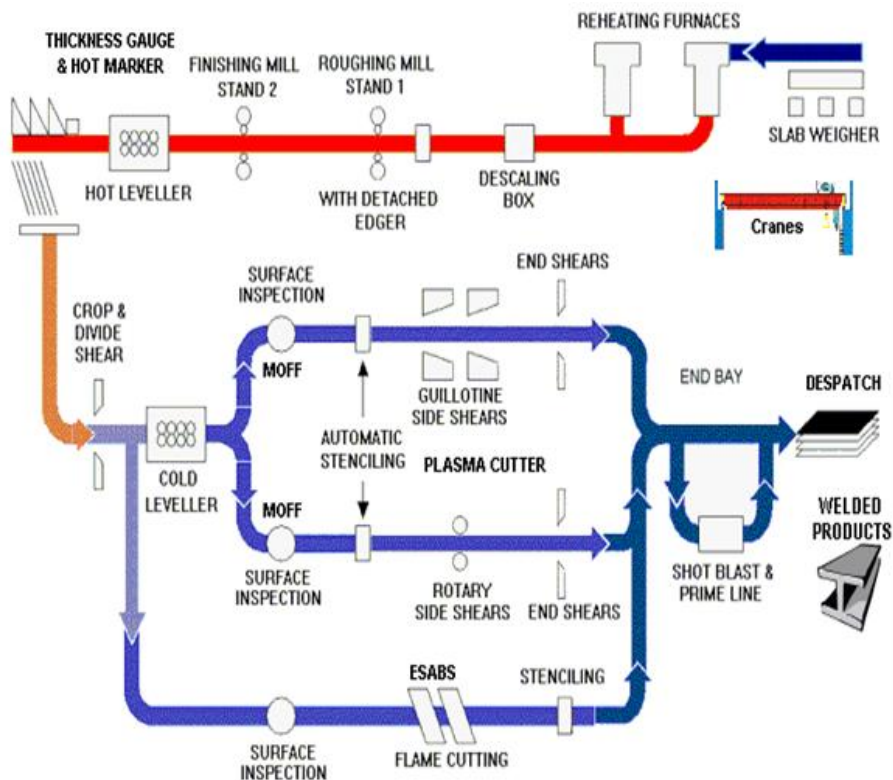 REHEATING FURNACES
THICKNESS GAUGE
& HOT MARKER
FINISHING MILL
STAND 2
ROUGHING MILL
STAND 1
SLAB WEIGHER
HOT LEVELLER
WITH DETACHED
EDGER
DESCALING
BOX
Cranes
SURFACE
INSPECTION
END SHEARS
CROP &
DIVIDE
SHEAR
MOFF
GUILLOTINE
SIDE SHEARS
END BAY
DESPATCH
AUTOMATIC
STENCILING
COLD
LEVELLER
PLASMA CUTTER
MOFF
WELDED
PRODUCTS
SURFACE
INSPECTION
ROTARY
SIDE SHEARS
END SHEARS
SHOT BLAST &
PRIME LINE
ESABS
STENCILING
SURFACE
INSPECTION
FLAME CUTTING